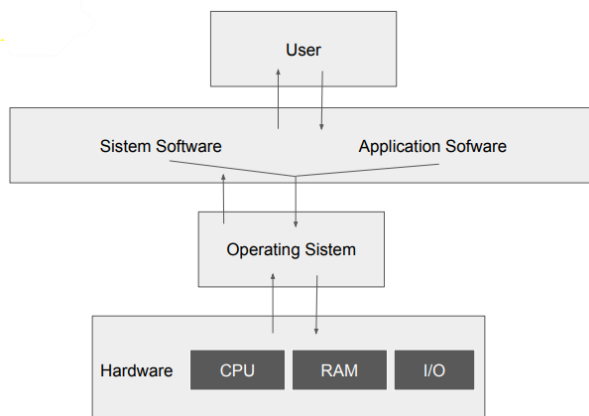 User
Sistem Software Application Sofware
Operating Sistem
Hardware CPU RAM I/O